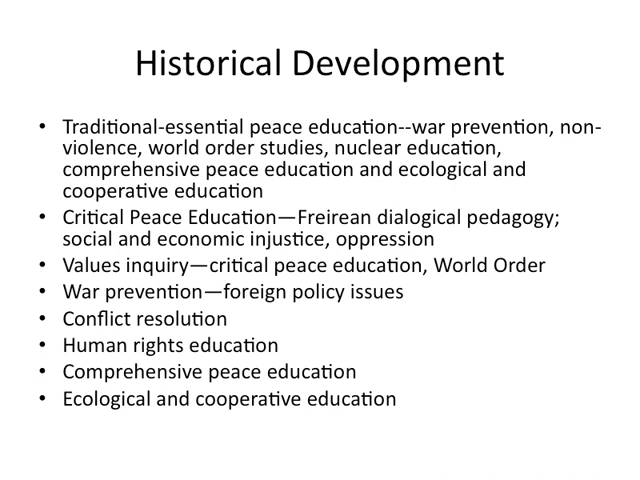 Historical Development
• Traditional-essential peace education--war prevention, non-
violence, world order studies, nuclear education,
comprehensive peace education and ecological and
cooperative education
• Critical Peace Education—Freirean dialogical pedagogy;
social and economic injustice, oppression
• Values inquiry—critical peace education, World Order
• War prevention—foreign policy issues
• Conflict resolution
• Human rights education
• Comprehensive peace education
• Ecological and cooperative education